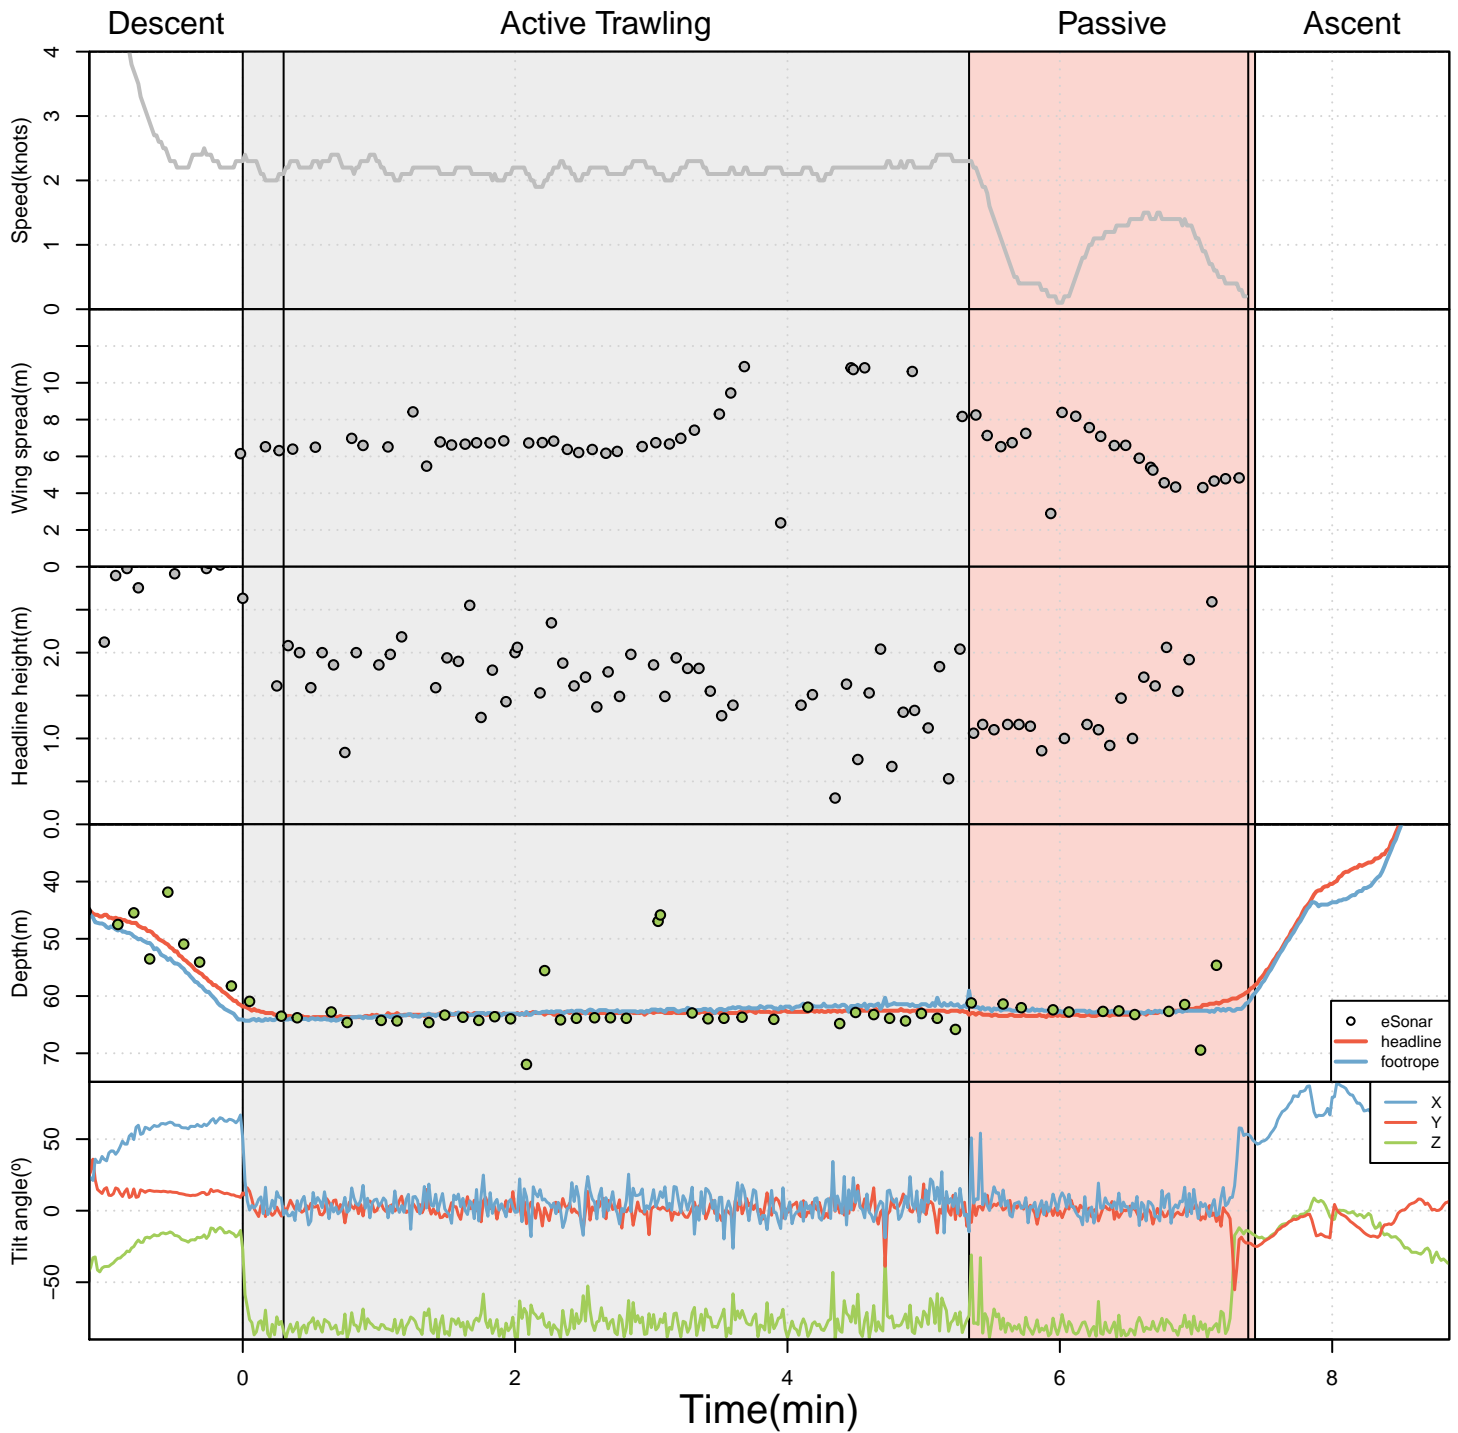 Descent Active Trawling Passive Ascent
Speed(knots)
4
3
2
1
0
Wing spread(m)
10
8
6
4
2
0
Headline height(m)
2.0
1.0
0.0
Depth(m)
40
50
60
70
eSonar
headline
footrope
Tilt angle(º)
50
0
−50
X
Y
Z
0 2 4 6 8
Time(min)